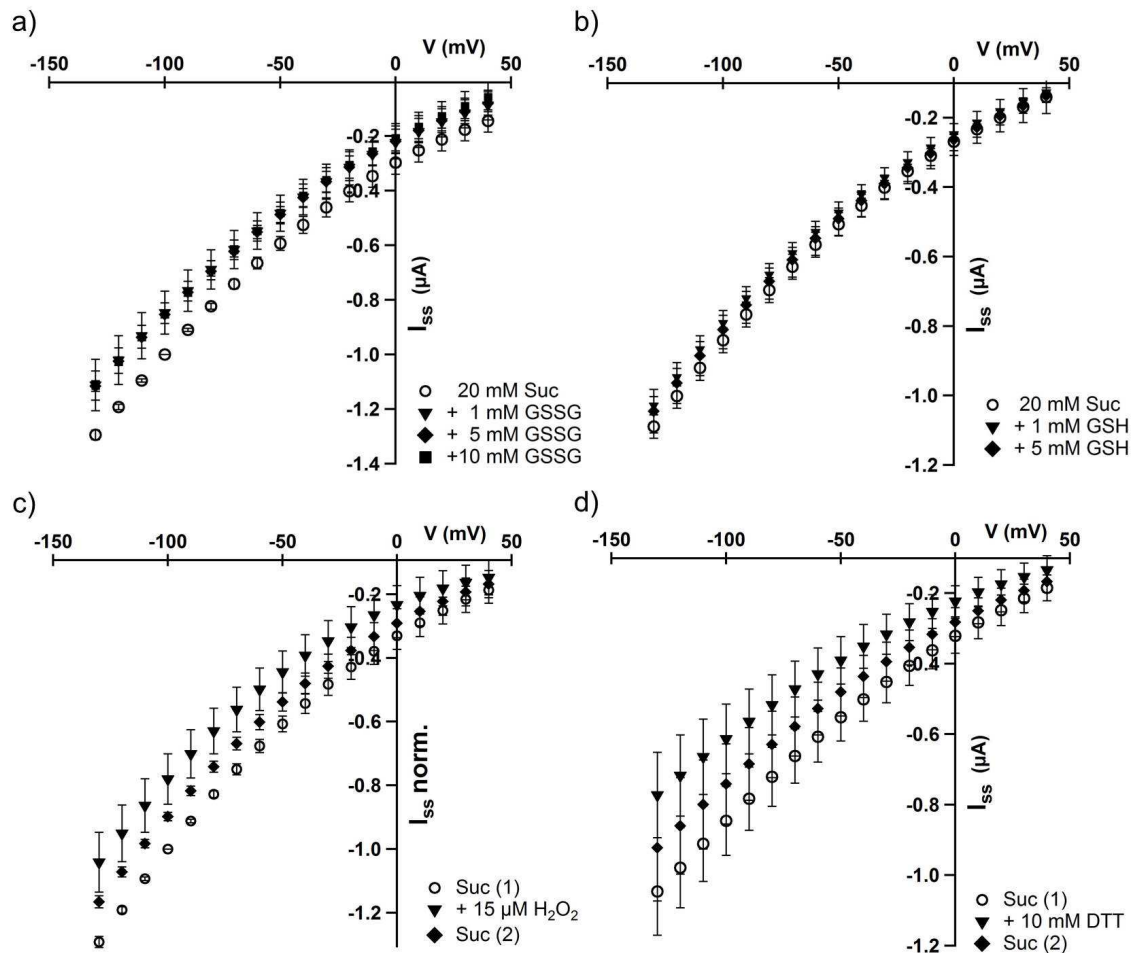 a)
V (mV)
-150 -100 -50 0 50
-0.2
-0.4
-0.6
-0.8
-1.0
-1.2
-1.4
Iss (µA)
20 mM Suc
+ 1 mM GSSG
+ 5 mM GSSG
+10 mM GSSG
b)
V (mV)
-150 -100 -50 0 50
-0.2
-0.4
-0.6
-0.8
-1.0
-1.2
Iss (µA)
20 mM Suc
+ 1 mM GSH
+ 5 mM GSH
c)
V (mV)
-150 -100 -50 0 50
-0.2
-0.4
-0.6
-0.8
-1.0
-1.2
Iss norm.
Suc (1)
+ 15 µM H2O2
Suc (2)
d)
V (mV)
-150 -100 -50 0 50
-0.2
-0.4
-0.6
-0.8
-1.0
-1.2
Iss (µA)
Suc (1)
+ 10 mM DTT
Suc (2)